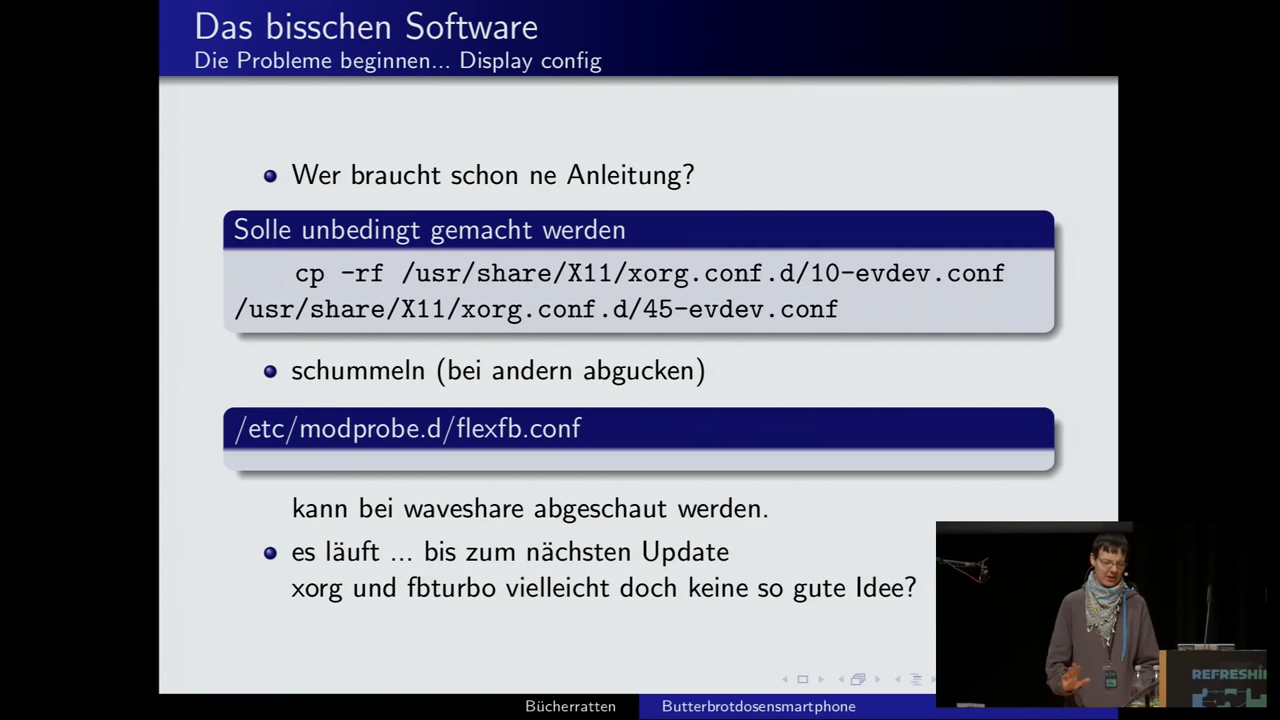 Das bisschen Software
Die Probleme beginnen... Display config
Wer braucht schon ne Anleitung?
Solle unbedingt gemacht werden
cp -rf /usr/share/X11/xorg.conf.d/10-evdev.conf
/usr/share/X11/xorg.conf.d/45-evdev.conf
schummeln (bei andern abgucken)
/etc/modprobe.d/flexfb.conf
kann bei waveshare abgeschaut werden.
es läuft ... bis zum nächsten Update
xorg und fbturbo vielleicht doch keine so gute Idee?
Bücherratten
Butterbrotdosensmartphone
REFRESHI